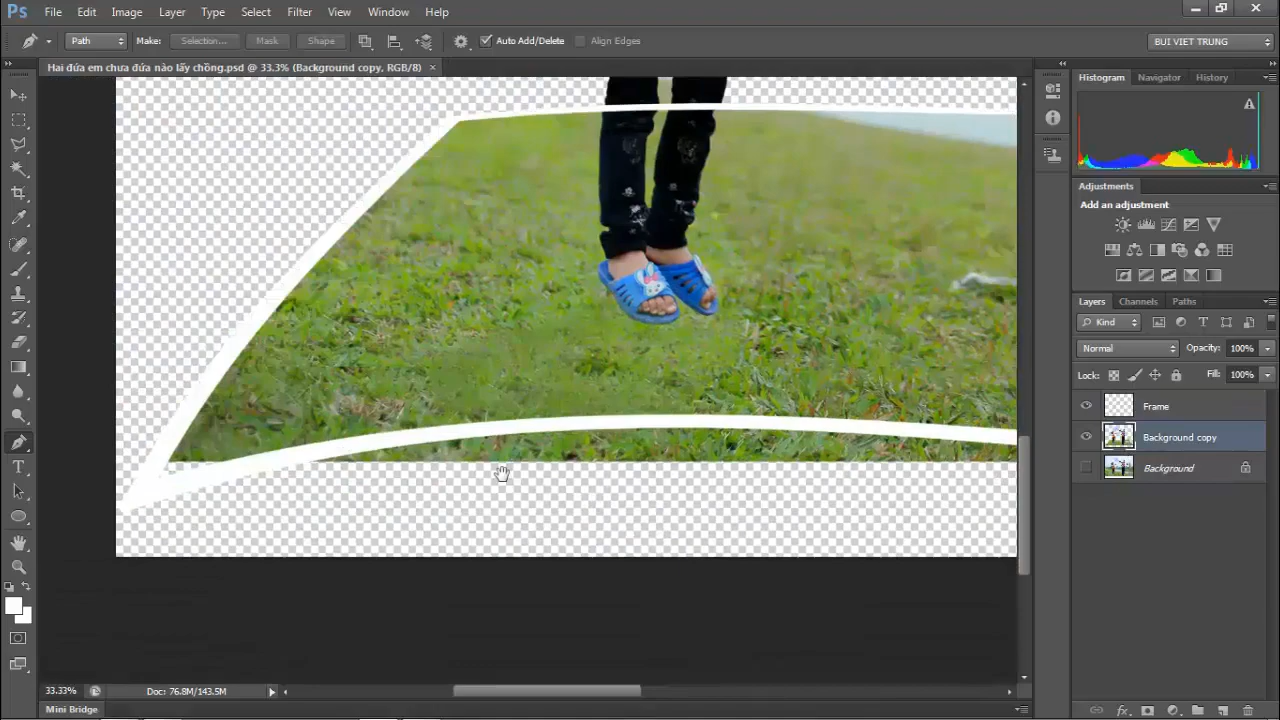 Ps File Edit Image Layer Type Select Filter View Window Help
Path Make: Selection... Mask Shape Auto Add/Delete Align Edges BUI VIET TRUNG
Hai đứa em chưa đứa nào lấy chồng.psd @ 33.3% (Background copy, RGB/8) ×
Histogram Navigator History
Adjustments
Add an adjustment
Layers Channels Paths
Kind
Normal Opacity: 100%
Lock: Fill: 100%
Frame
Background copy
Background
33.33% Doc: 76.8M/143.5M
Mini Bridge